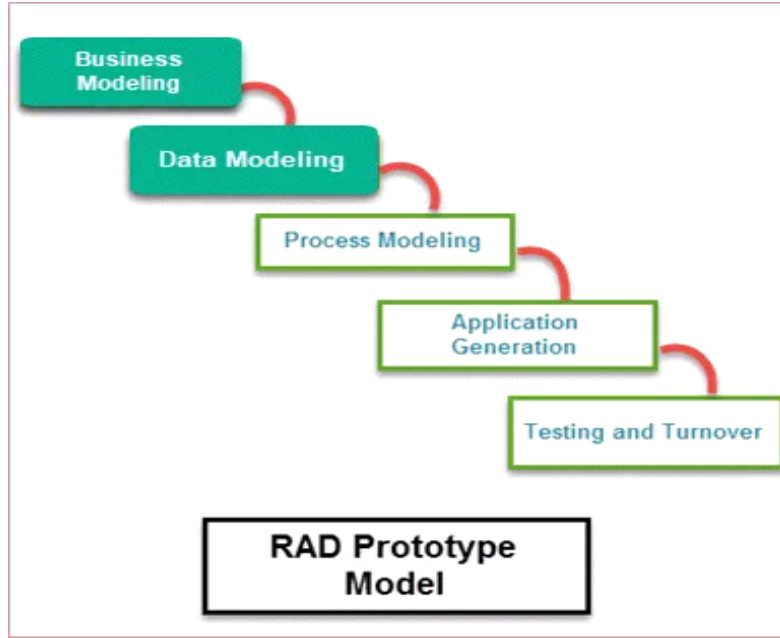 Business
Modeling
Data Modeling
Process Modeling
Application
Generation
Testing and Turnover
RAD Prototype
Model